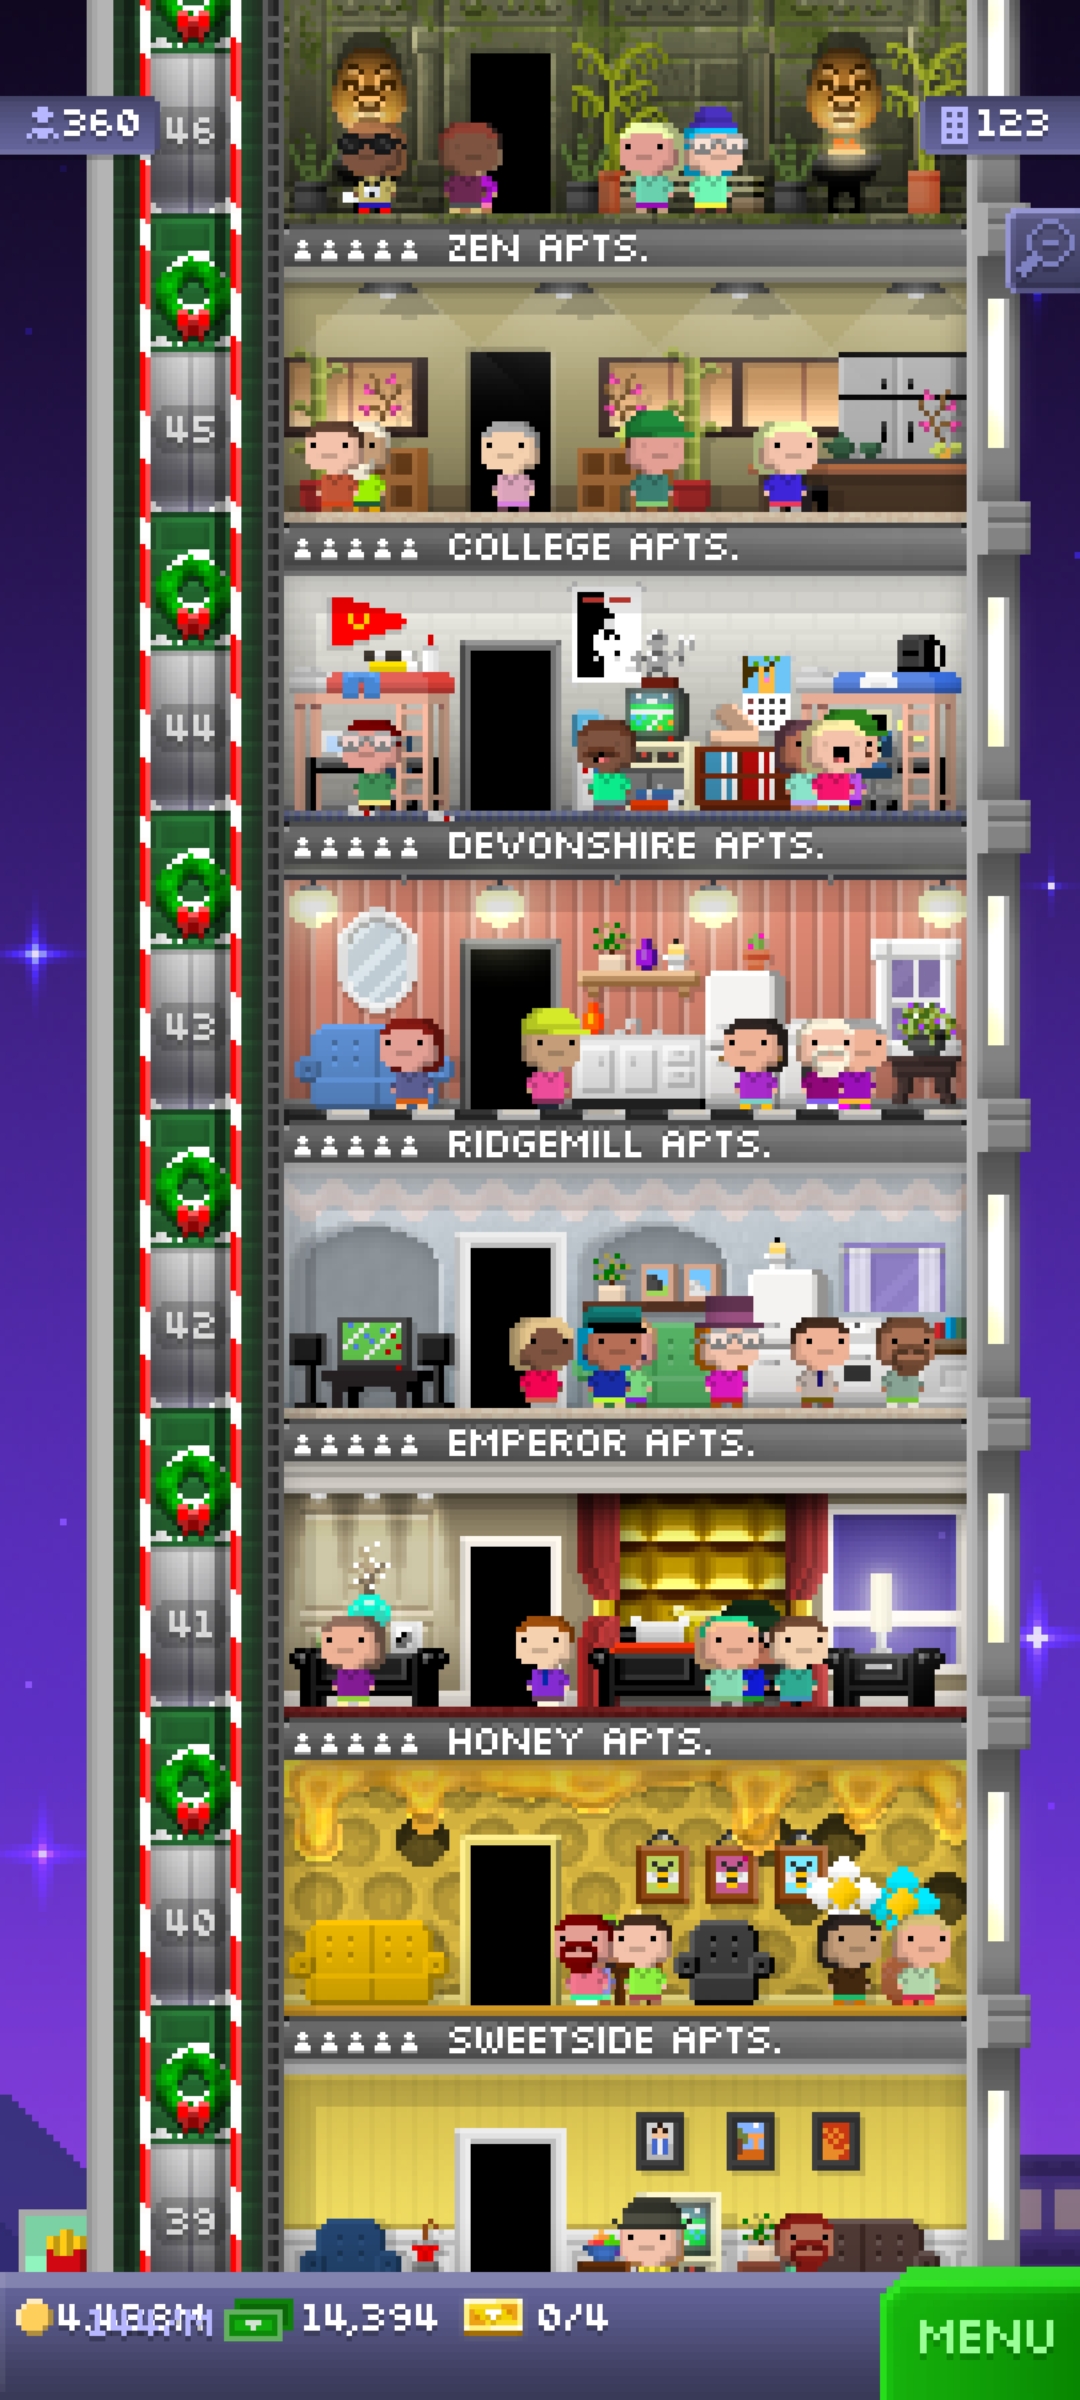 360
46
123
ZEN APTS.
45
COLLEGE APTS.
44
DEVONSHIRE APTS.
43
RIDGEMILL APTS.
42
EMPEROR APTS.
41
HONEY APTS.
40
SWEETSIDE APTS.
39
14,394
0/4
MENU